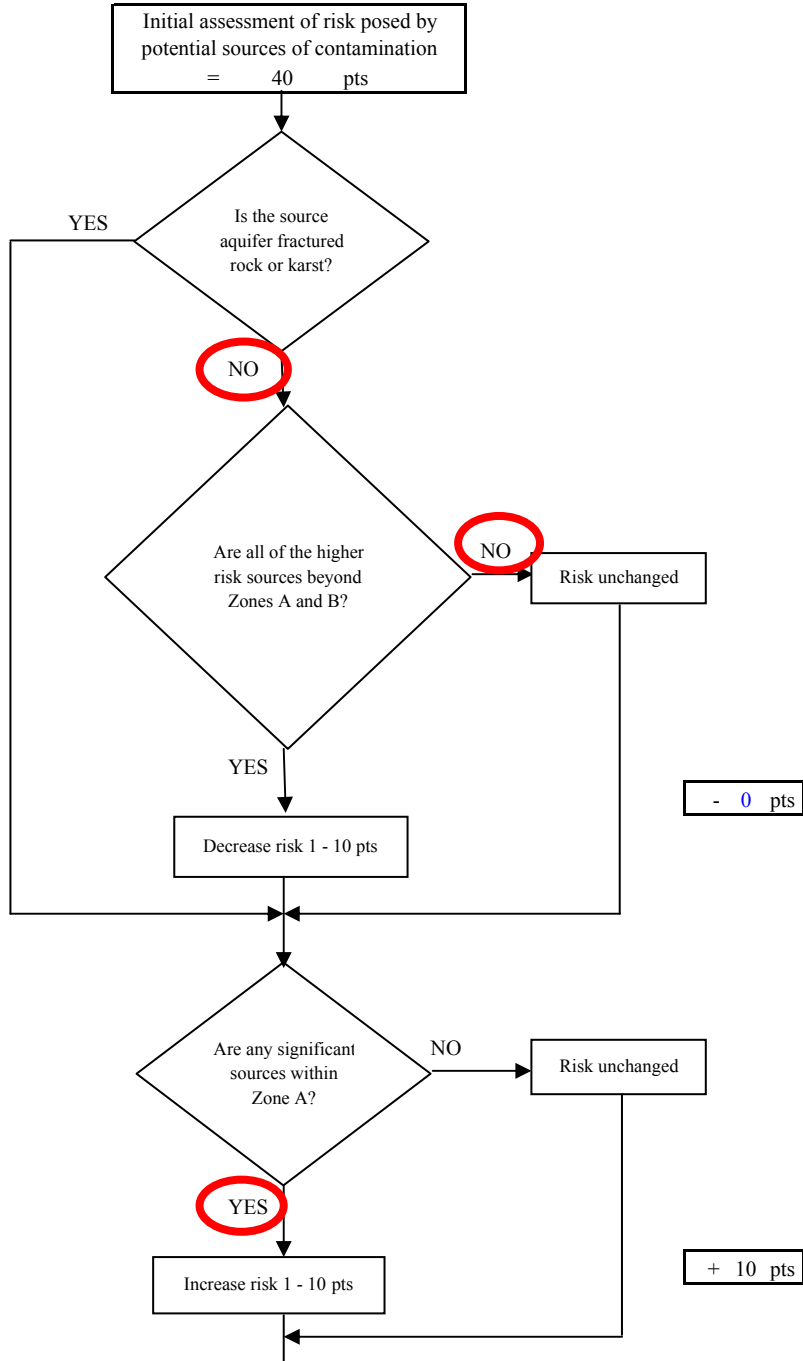 Initial assessment of risk posed by
potential sources of contamination
= 40 pts
YES
Is the source
aquifer fractured
rock or karst?
NO
Are all of the higher
risk sources beyond
Zones A and B?
NO
Risk unchanged
YES
- 0 pts
Decrease risk 1 - 10 pts
Are any significant
sources within
Zone A?
NO
Risk unchanged
YES
Increase risk 1 - 10 pts
+ 10 pts